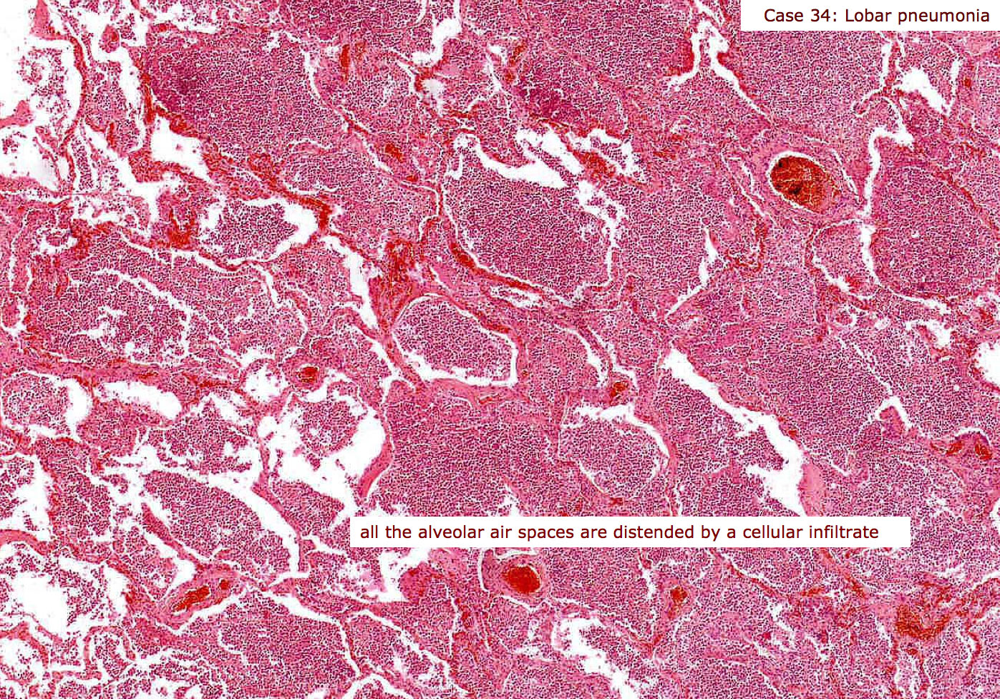 Case 34: Lobar pneumonia
all the alveolar air spaces are distended by a cellular infiltrate